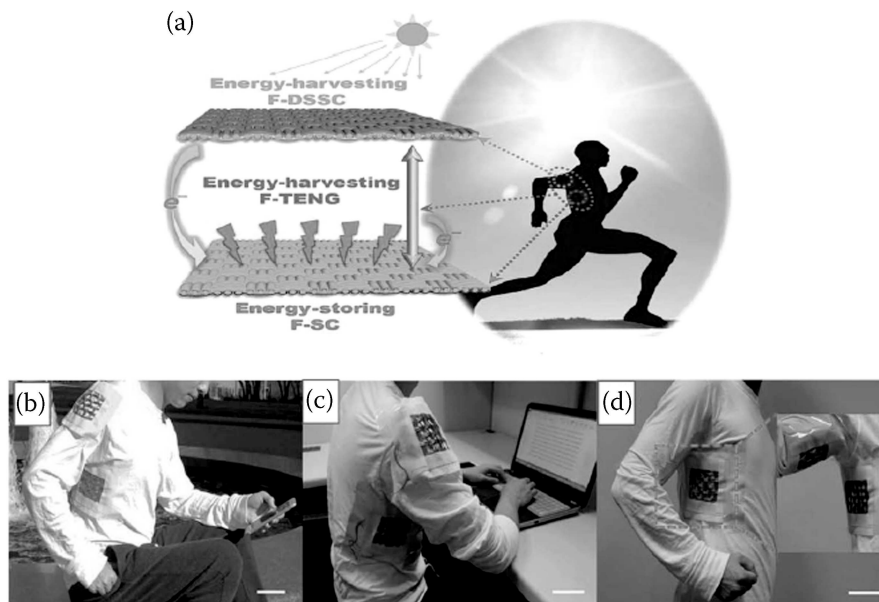 (a)
Energy-harvesting
F-DSSC
Energy-harvesting
F-TENG
e⁻
e⁻
Energy-storing
F-SC
(b)
(c)
(d)